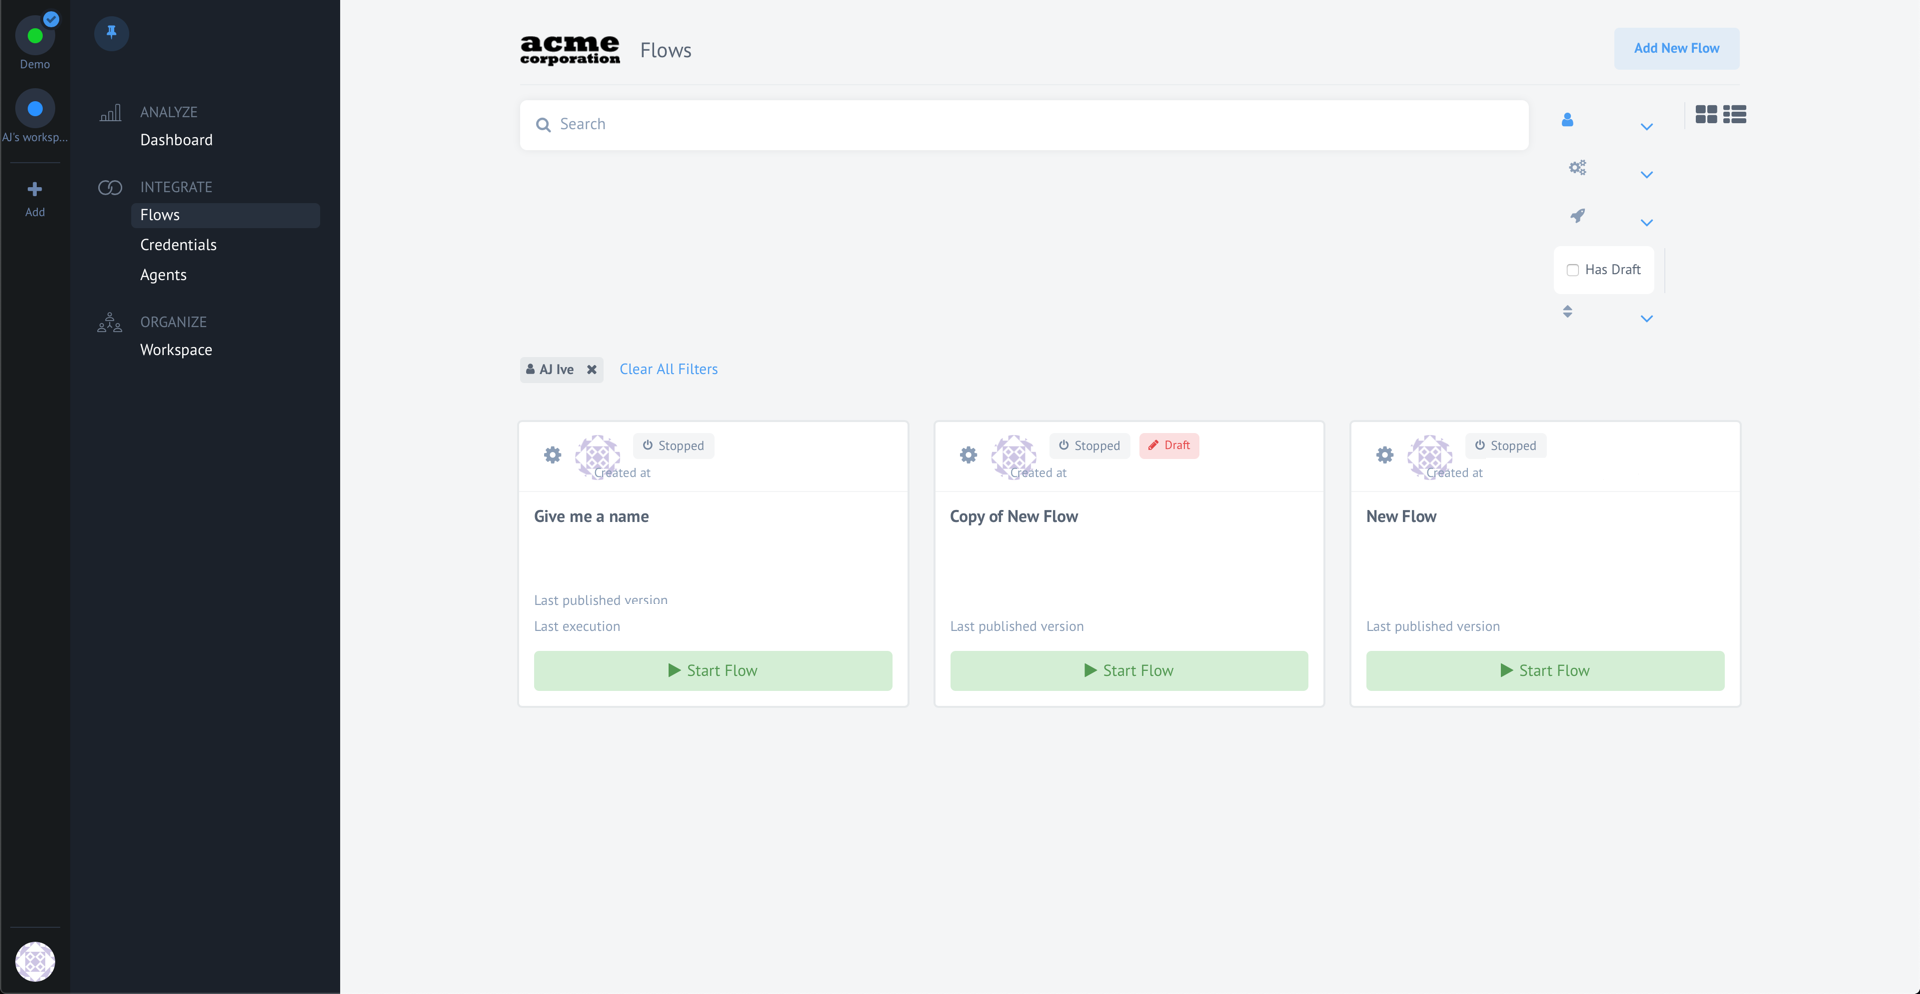 Demo
AJ's worksp...
Add
ANALYZE
Dashboard
INTEGRATE
Flows
Credentials
Agents
ORGANIZE
Workspace
acme
corporation
Flows
Add New Flow
Search
Has Draft
AJ Ive
Clear All Filters
Stopped
Created at
Give me a name
Last published version
Last execution
Start Flow
Stopped
Draft
Created at
Copy of New Flow
Last published version
Start Flow
Stopped
Created at
New Flow
Last published version
Start Flow